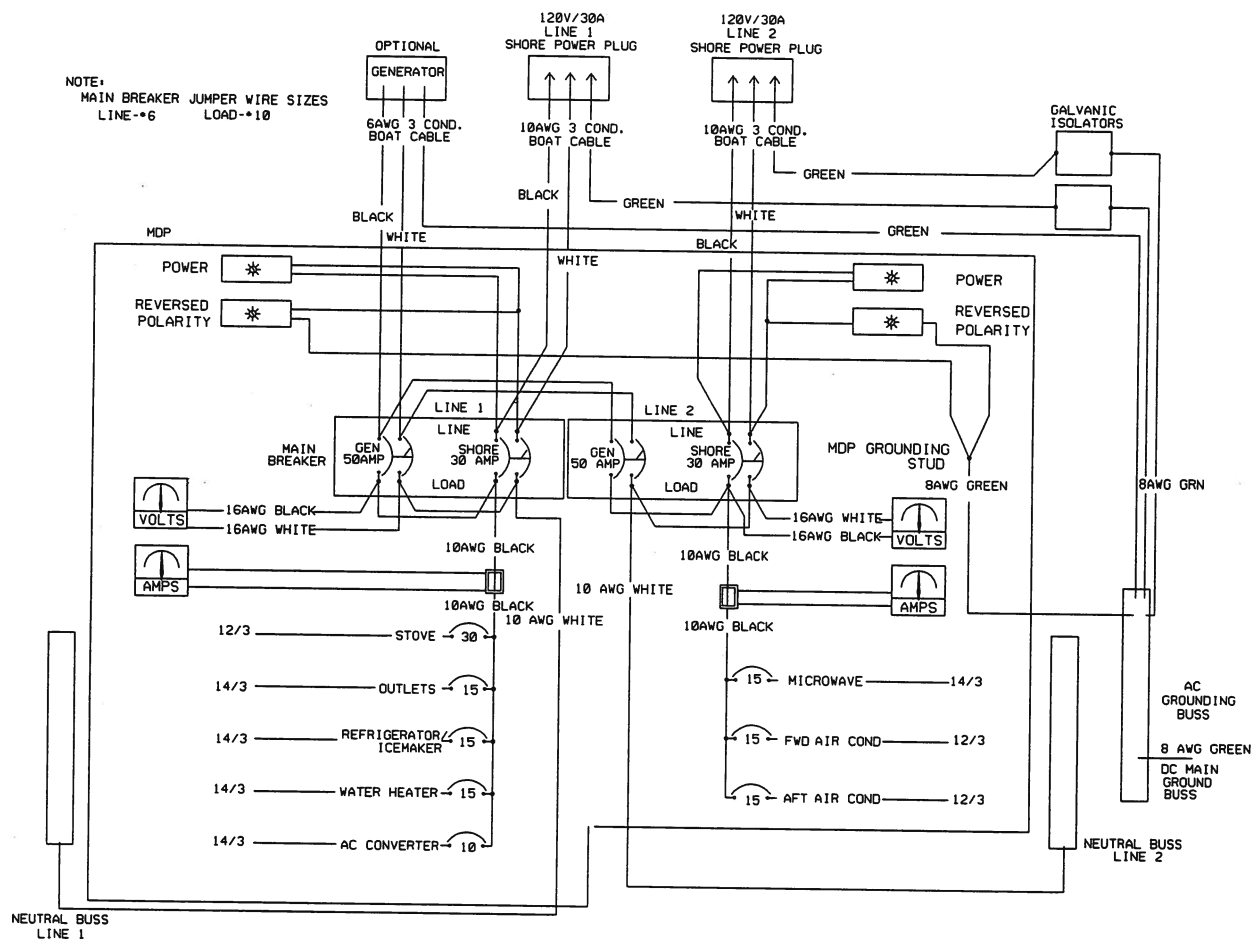 120V/30A
LINE 1
SHORE POWER PLUG
120V/30A
LINE 2
SHORE POWER PLUG
OPTIONAL
GENERATOR
NOTE:
MAIN BREAKER JUMPER WIRE SIZES
LINE-•6 LOAD-•10
6AWG 3 COND.
BOAT CABLE
10AWG 3 COND.
BOAT CABLE
10AWG 3 COND.
BOAT CABLE
GALVANIC
ISOLATORS
GREEN
BLACK
GREEN
WHITE
BLACK
WHITE
GREEN
MDP
BLACK
WHITE
POWER
POWER
REVERSED
POLARITY
REVERSED
POLARITY
LINE 1
LINE 2
LINE
LINE
MAIN
BREAKER
GEN
50AMP
SHORE
30 AMP
GEN
50 AMP
SHORE
30 AMP
MDP GROUNDING
STUD
LOAD
LOAD
8AWG GREEN
8AWG GRN
VOLTS
16AWG BLACK
16AWG WHITE
16AWG WHITE
16AWG BLACK
VOLTS
10AWG BLACK
10AWG BLACK
AMPS
10 AWG WHITE
AMPS
10AWG BLACK
10 AWG WHITE
10AWG BLACK
12/3 STOVE 30
14/3 OUTLETS 15
15 MICROWAVE 14/3
AC
GROUNDING
BUSS
14/3 REFRIGERATOR/
ICEMAKER 15
15 FWD AIR COND 12/3
8 AWG GREEN
DC MAIN
GROUND
BUSS
14/3 WATER HEATER 15
15 AFT AIR COND 12/3
14/3 AC CONVERTER 10
NEUTRAL BUSS
LINE 2
NEUTRAL BUSS
LINE 1